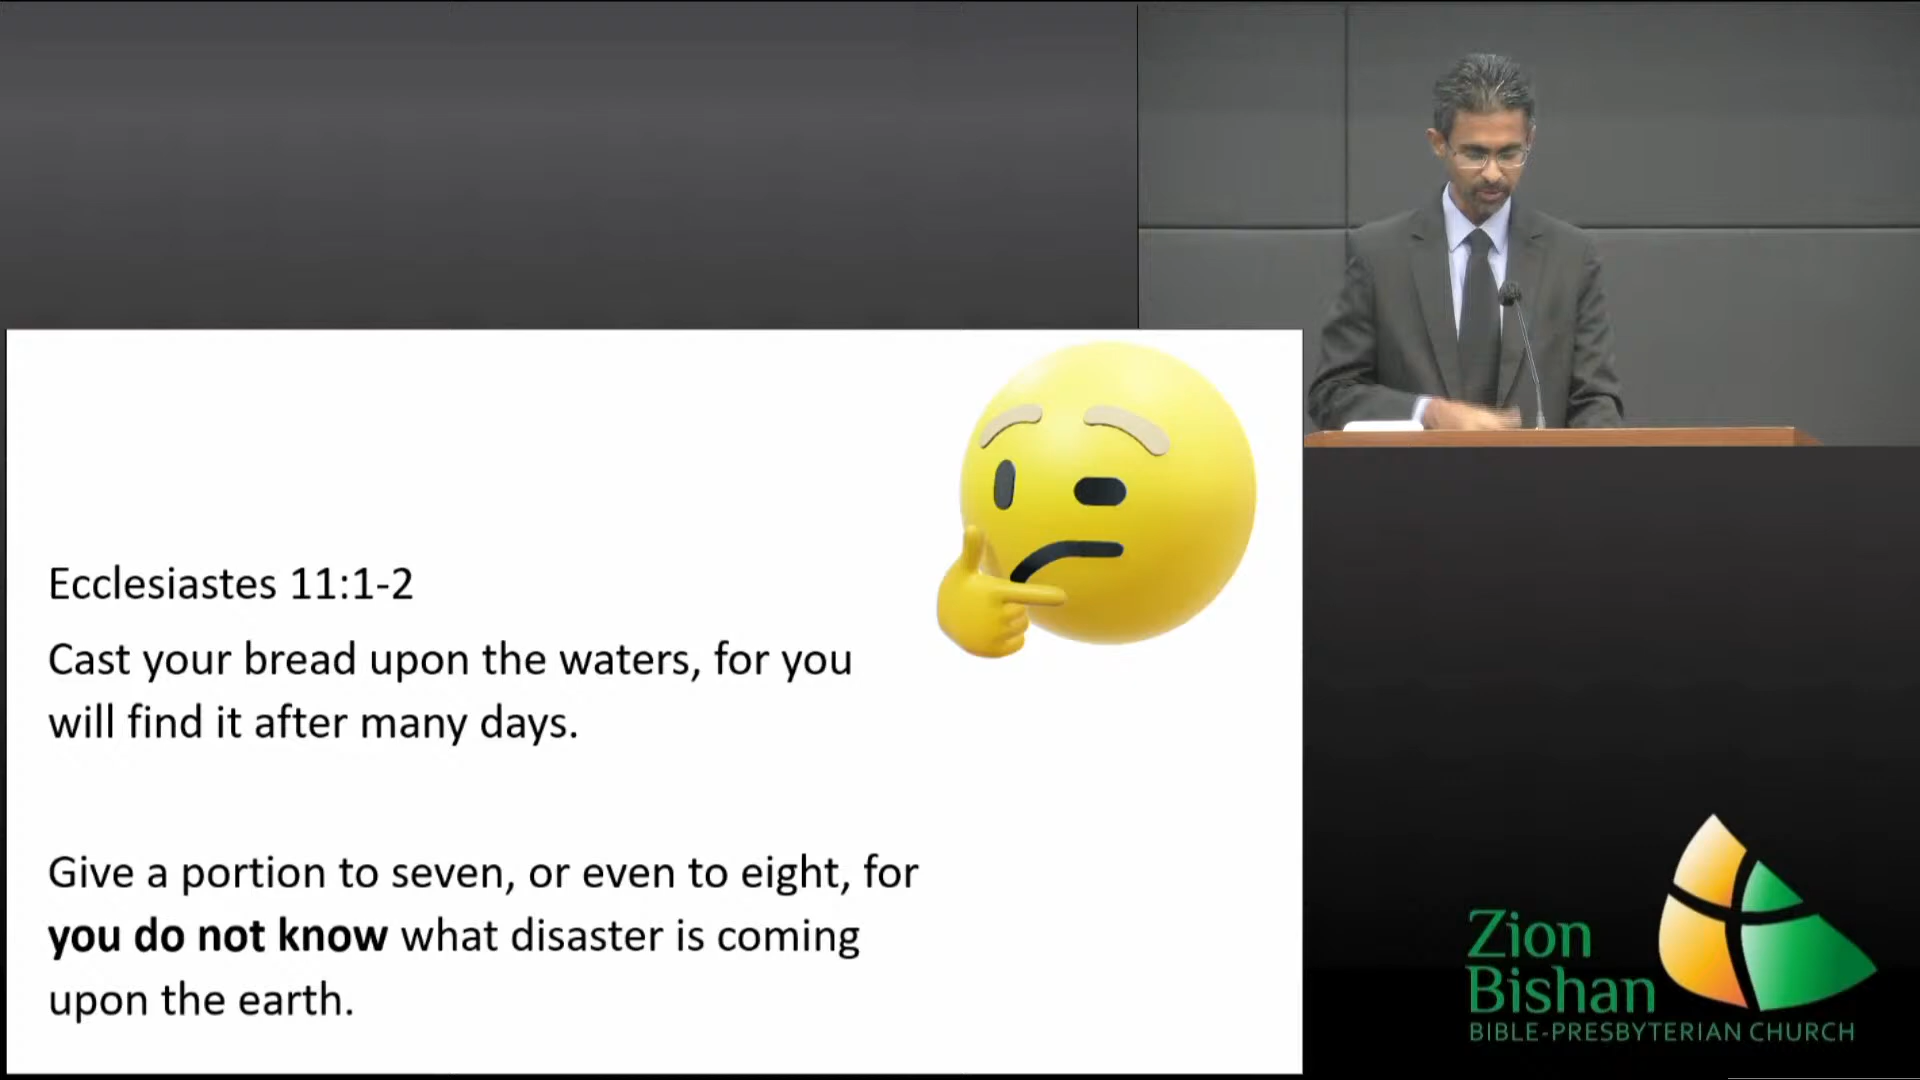 Ecclesiastes 11:1-2
Cast your bread upon the waters, for you
will find it after many days.
Give a portion to seven, or even to eight, for
you do not know what disaster is coming
upon the earth.
Zion
Bishan
BIBLE-PRESBYTERIAN CHURCH